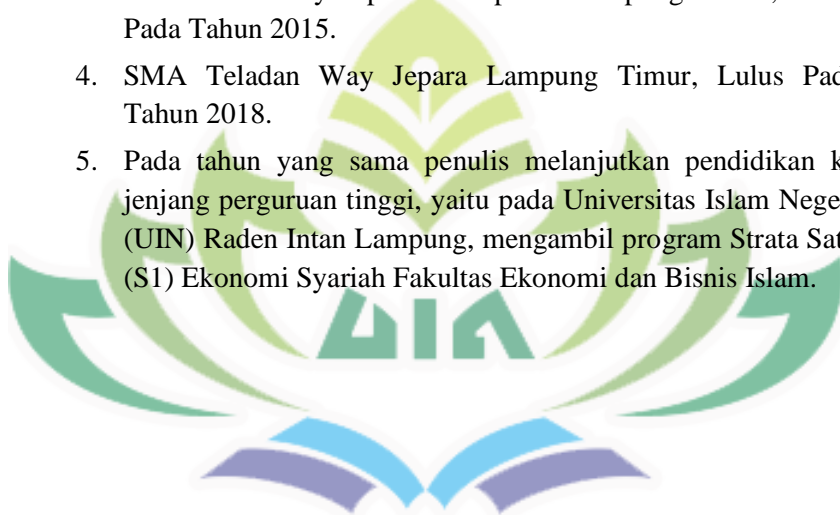 Pada Tahun 2015.
4. SMA Teladan Way Jepara Lampung Timur, Lulus Pad
Tahun 2018.
5. Pada tahun yang sama penulis melanjutkan pendidikan k
jenjang perguruan tinggi, yaitu pada Universitas Islam Nege
(UIN) Raden Intan Lampung, mengambil program Strata Sat
(S1) Ekonomi Syariah Fakultas Ekonomi dan Bisnis Islam.
UIN